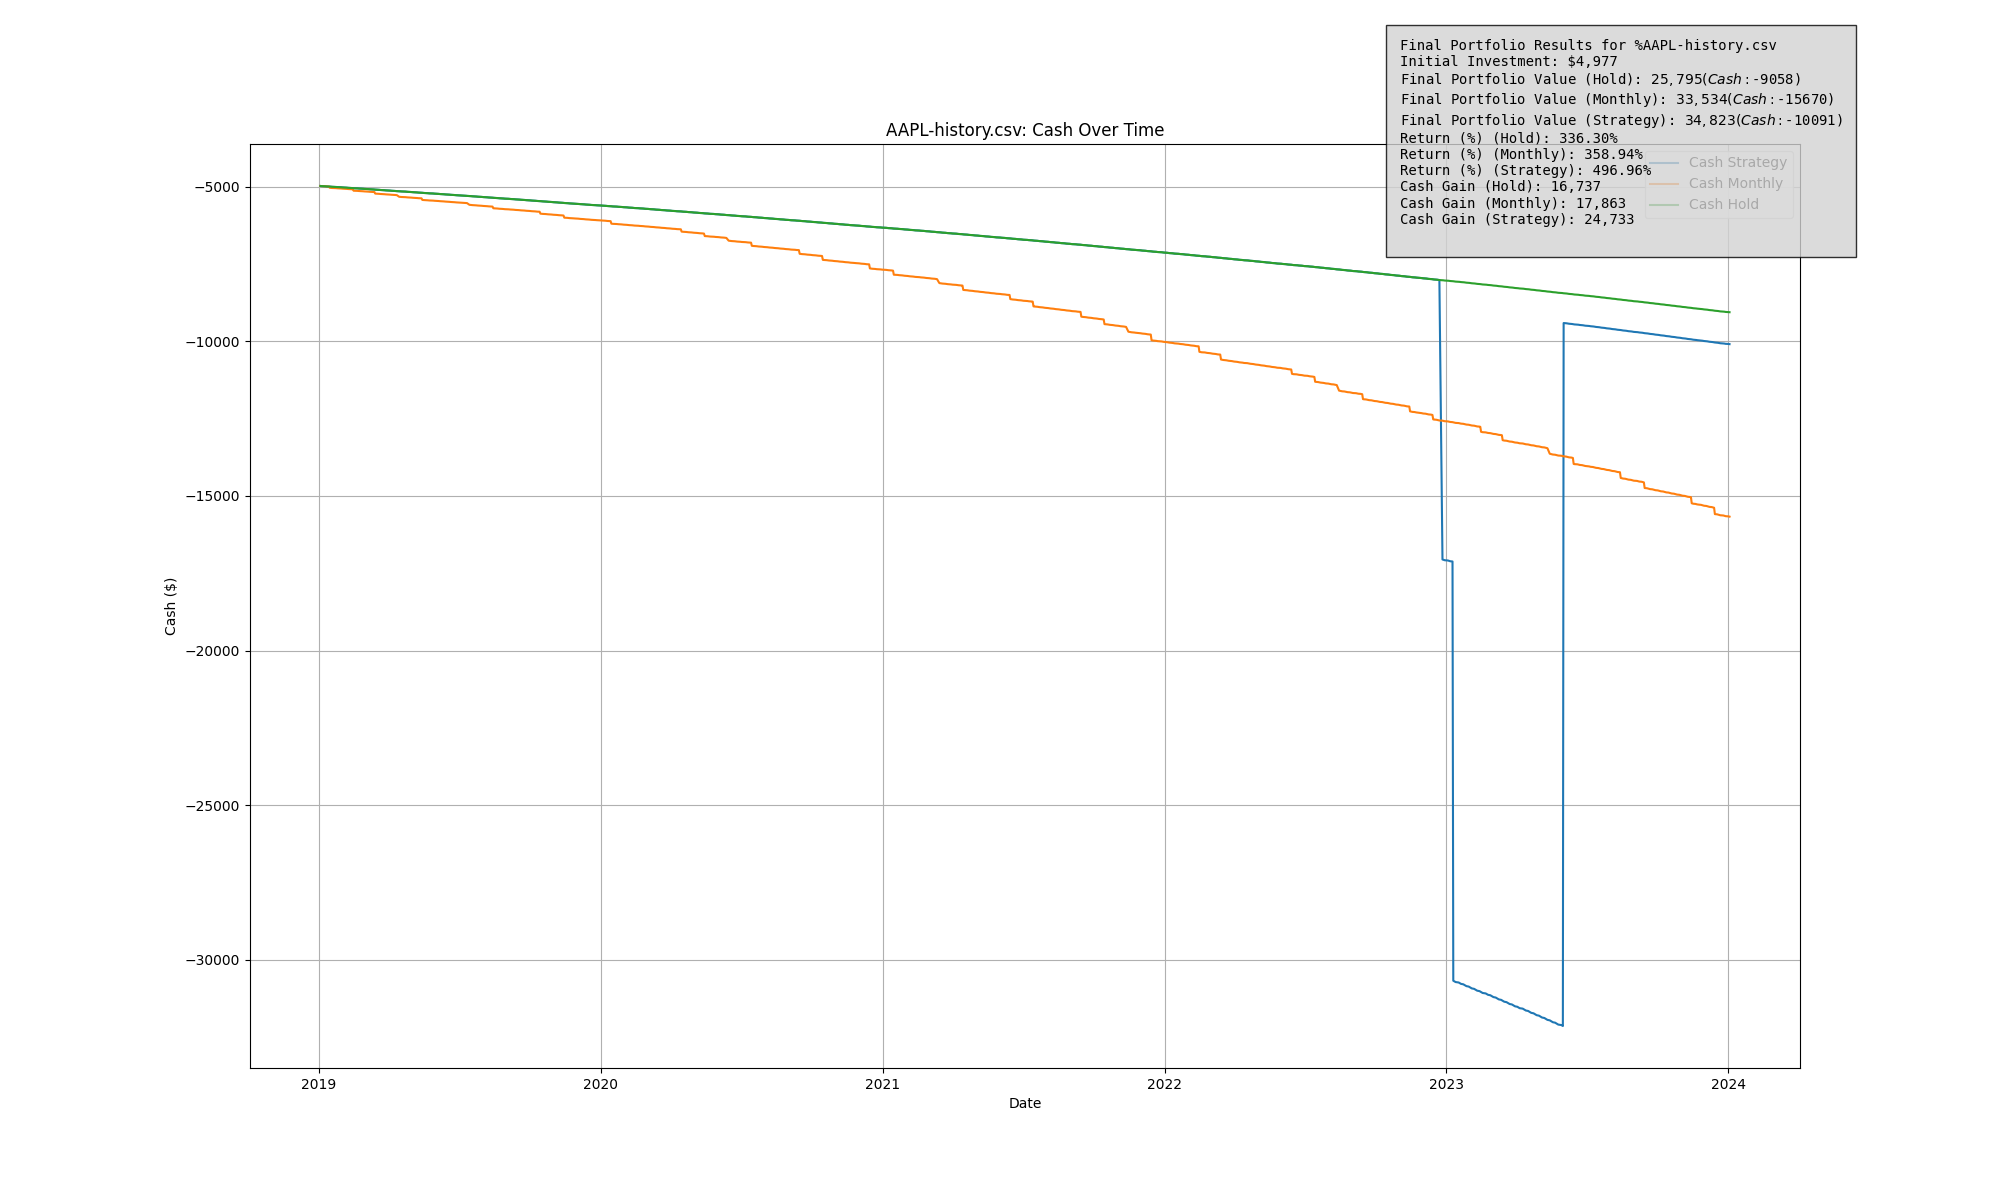 Final Portfolio Results for %AAPL-history.csv
Initial Investment: $4,977
Final Portfolio Value (Hold): 25,795(Cash:-9058)
Final Portfolio Value (Monthly): 33,534(Cash:-15670)
Final Portfolio Value (Strategy): 34,823(Cash:-10091)
Return (%) (Hold): 336.30%
Return (%) (Monthly): 358.94%
Return (%) (Strategy): 496.96%
Cash Gain (Hold): 16,737
Cash Gain (Monthly): 17,863
Cash Gain (Strategy): 24,733
AAPL-history.csv: Cash Over Time
Cash Strategy
Cash Monthly
Cash Hold
Cash ($)
−5000
−10000
−15000
−20000
−25000
−30000
2019 2020 2021 2022 2023 2024
Date